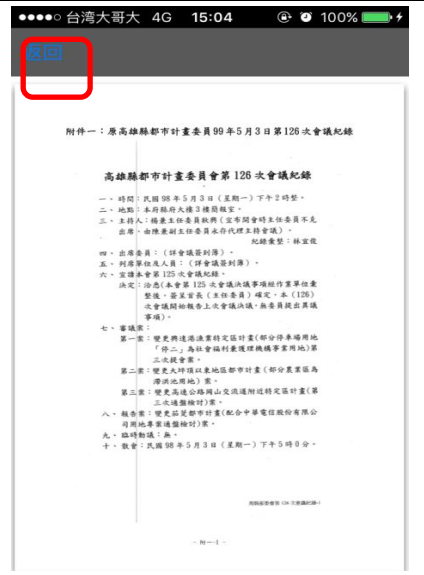 台湾大哥大 4G 15:04 100%
返回
附件一：原高雄縣都市計畫委員99年5月3日第126次會議紀錄
高雄縣都市計畫委員會第126次會議紀錄
一、時間：民國98年5月3日（星期一）下午2時整。
二、地點：本府縣府大樓3樓簡報室。
三、主持人：楊兼主任委員秋興（宣布開會時主任委員不克
出席，由陳兼副主任委員永存代理主持會議）。
紀錄彙整：林宜俊
四、出席委員：（詳會議簽到簿）。
五、列席單位及人員：（詳會議簽到簿）。
六、宣讀本會第125次會議紀錄。
決定：洽悉(本會第125次會議決議事項經作業單位彙
整後，簽呈首長（主任委員）確定，本（126）
次會議開始報告上次會議決議，無委員提出異議
事項)。
七、審議案：
第一案：變更興達港漁業特定區計畫(部分停車場用地
「停二」為社會福利兼護理機構事業用地)第
三次提會案。
第二案：變更大坪頂以東地區都市計畫（部分農業區為
滯洪池用地）案。
第三案：變更高速公路岡山交流道附近特定區計畫(第
三次通盤檢討)案。
八、報告案：變更茄萣都市計畫(配合中華電信股份有限公
司用地專案通盤檢討)案。
九、臨時動議：無。
十、散會：民國98年5月3日（星期一）下午5時0分。
- 附一-1 -